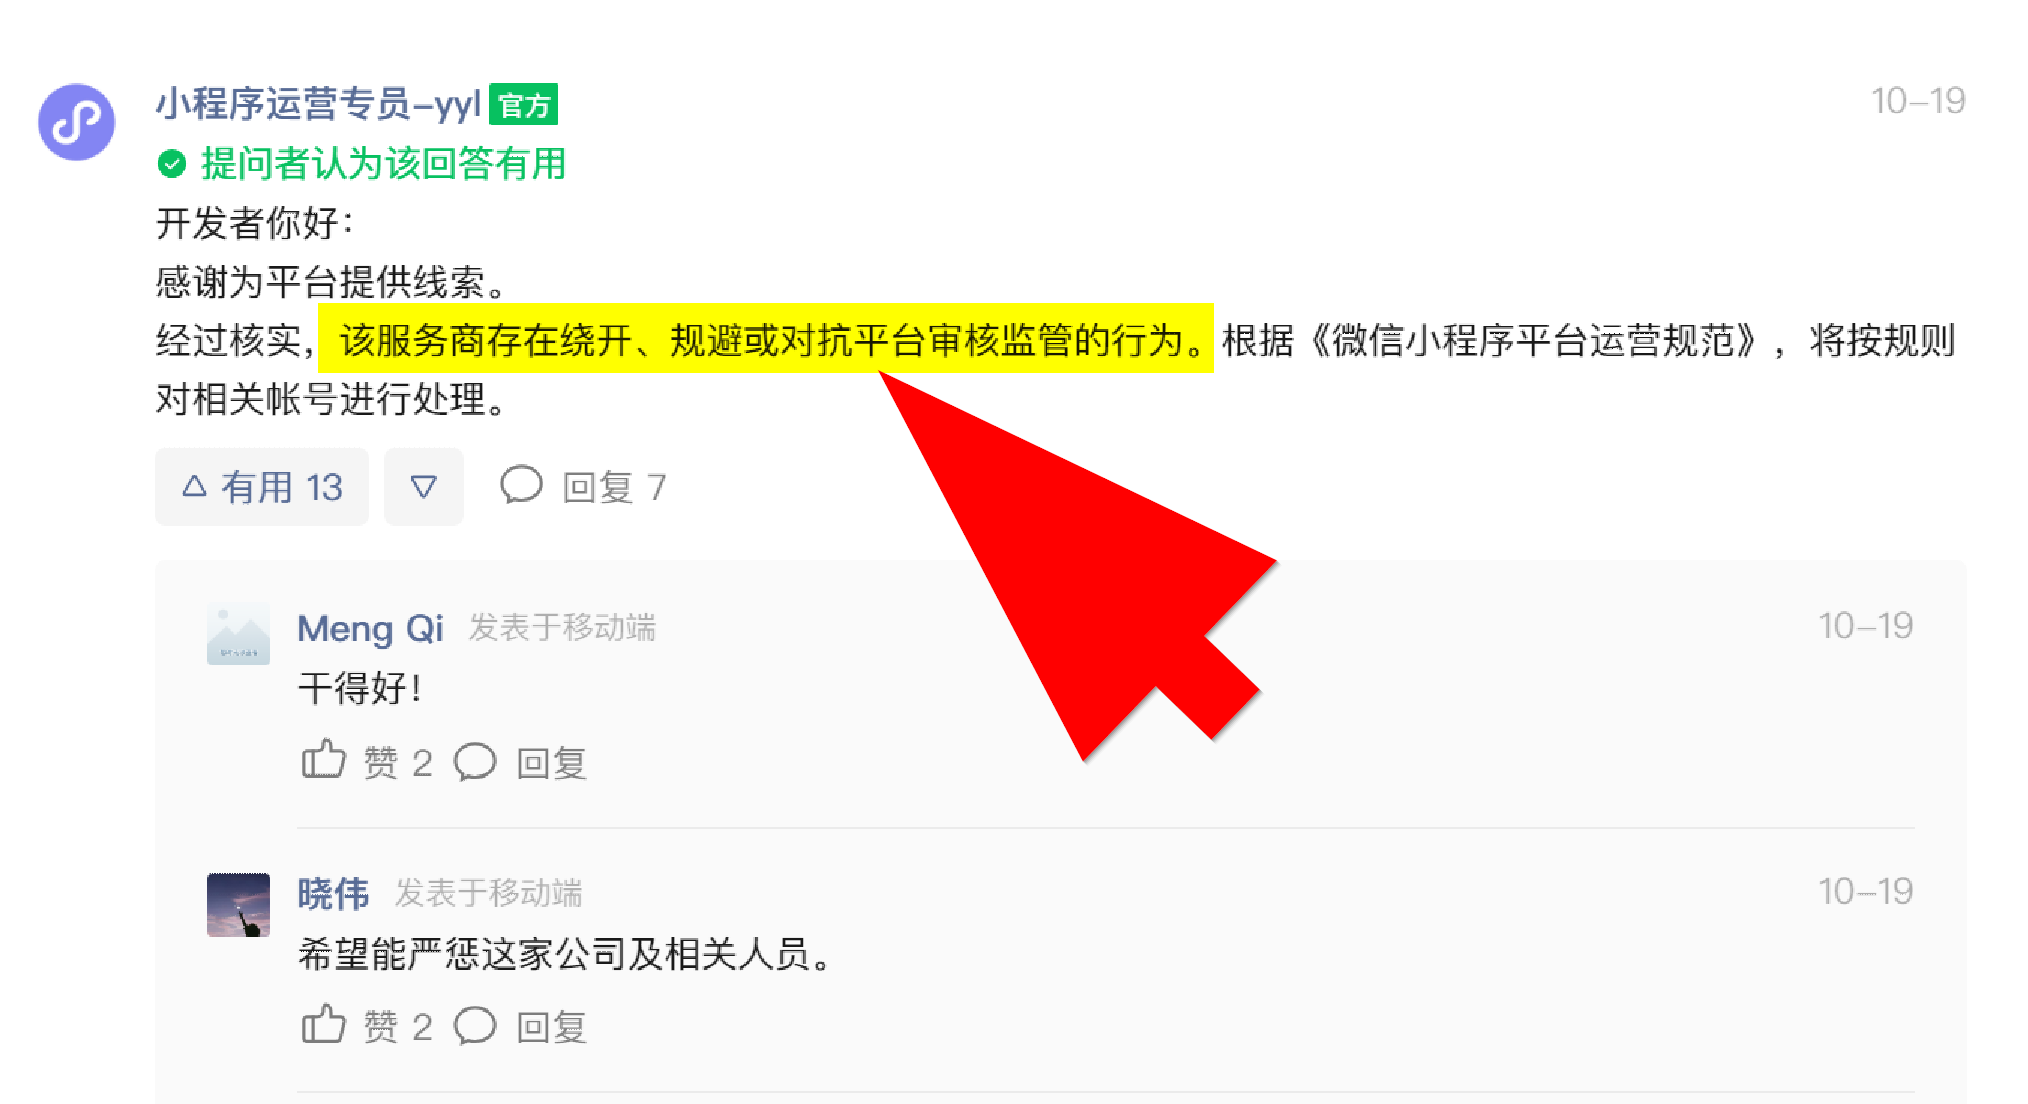 小程序运营专员-yyl 官方 10-19
提问者认为该回答有用
开发者你好：
感谢为平台提供线索。
经过核实，该服务商存在绕开、规避或对抗平台审核监管的行为。根据《微信小程序平台运营规范》，将按规则
对相关帐号进行处理。
有用 13 回复 7
Meng Qi 发表于移动端 10-19
干得好！
赞 2 回复
晓伟 发表于移动端 10-19
希望能严惩这家公司及相关人员。
赞 2 回复